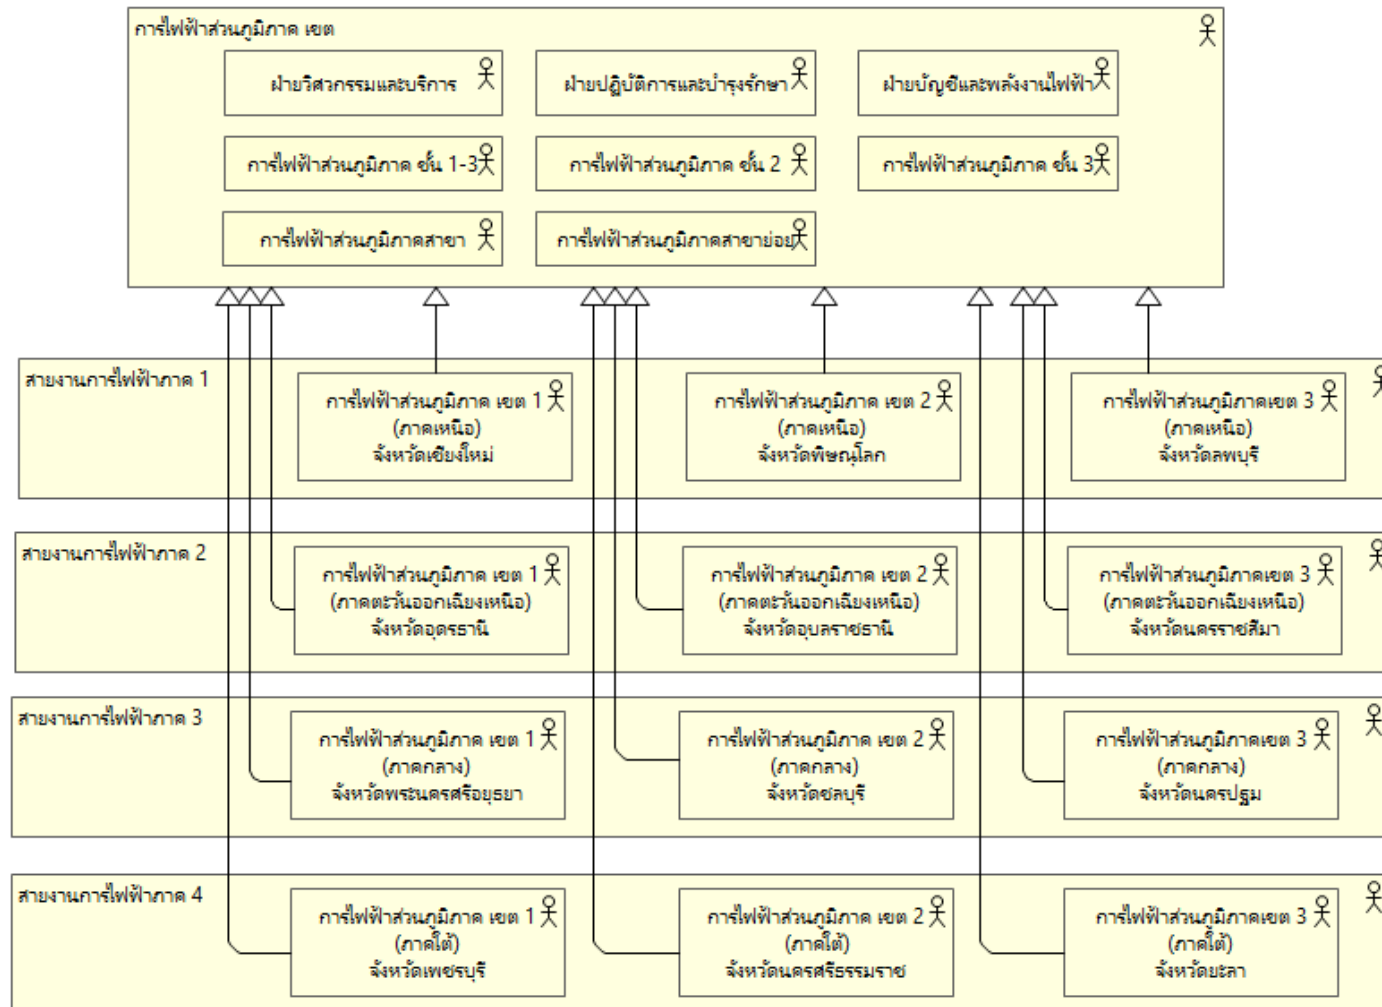 การไฟฟ้าส่วนภูมิภาค เขต
ฝ่ายวิศวกรรมและบริการ
ฝ่ายปฏิบัติการและบำรุงรักษา
ฝ่ายบัญชีและพลังงานไฟฟ้า
การไฟฟ้าส่วนภูมิภาค ชั้น 1-3
การไฟฟ้าส่วนภูมิภาค ชั้น 2
การไฟฟ้าส่วนภูมิภาค ชั้น 3
การไฟฟ้าส่วนภูมิภาคสาขา
การไฟฟ้าส่วนภูมิภาคสาขาย่อย
สายงานการไฟฟ้าภาค 1
การไฟฟ้าส่วนภูมิภาค เขต 1
(ภาคเหนือ)
จังหวัดเชียงใหม่
การไฟฟ้าส่วนภูมิภาค เขต 2
(ภาคเหนือ)
จังหวัดพิษณุโลก
การไฟฟ้าส่วนภูมิภาคเขต 3
(ภาคเหนือ)
จังหวัดลพบุรี
สายงานการไฟฟ้าภาค 2
การไฟฟ้าส่วนภูมิภาค เขต 1
(ภาคตะวันออกเฉียงเหนือ)
จังหวัดอุดรธานี
การไฟฟ้าส่วนภูมิภาค เขต 2
(ภาคตะวันออกเฉียงเหนือ)
จังหวัดอุบลราชธานี
การไฟฟ้าส่วนภูมิภาคเขต 3
(ภาคตะวันออกเฉียงเหนือ)
จังหวัดนครราชสีมา
สายงานการไฟฟ้าภาค 3
การไฟฟ้าส่วนภูมิภาค เขต 1
(ภาคกลาง)
จังหวัดพระนครศรีอยุธยา
การไฟฟ้าส่วนภูมิภาค เขต 2
(ภาคกลาง)
จังหวัดชลบุรี
การไฟฟ้าส่วนภูมิภาคเขต 3
(ภาคกลาง)
จังหวัดนครปฐม
สายงานการไฟฟ้าภาค 4
การไฟฟ้าส่วนภูมิภาค เขต 1
(ภาคใต้)
จังหวัดเพชรบุรี
การไฟฟ้าส่วนภูมิภาค เขต 2
(ภาคใต้)
จังหวัดนครศรีธรรมราช
การไฟฟ้าส่วนภูมิภาคเขต 3
(ภาคใต้)
จังหวัดยะลา